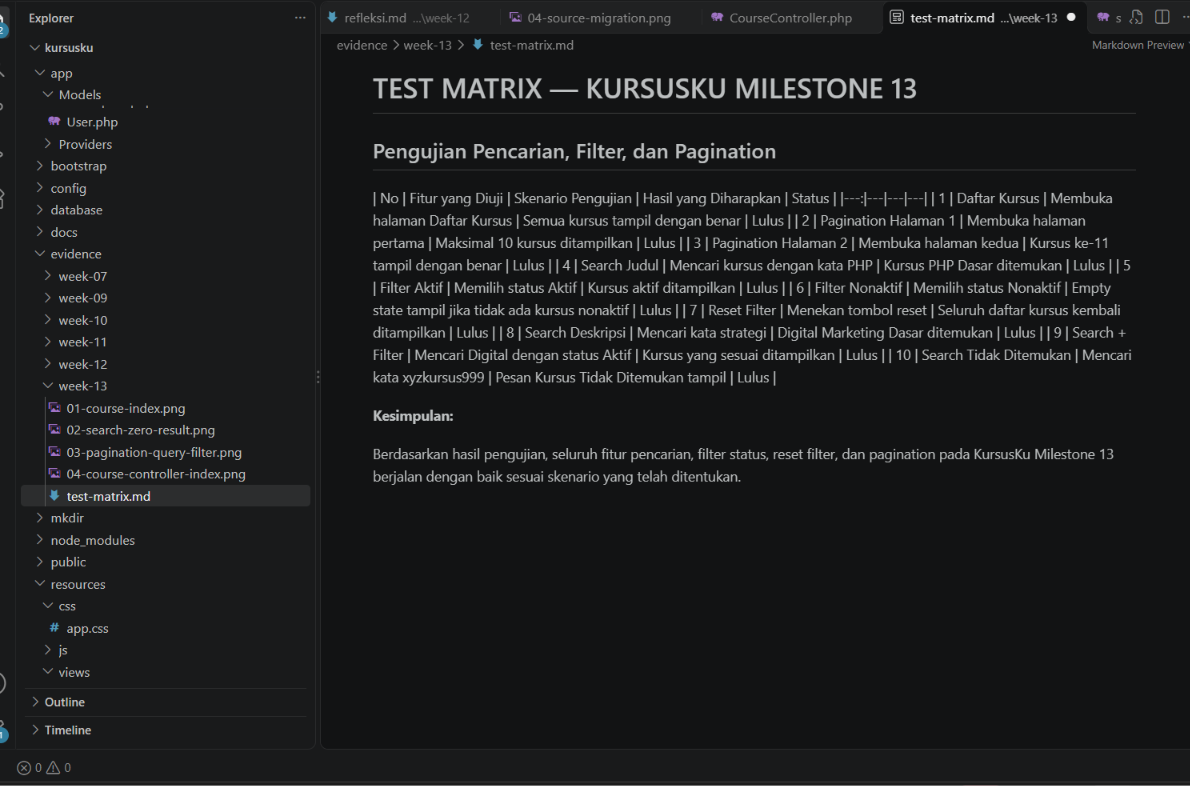 Explorer
kursusku
app
Models
User.php
Providers
bootstrap
config
database
docs
evidence
week-07
week-09
week-10
week-11
week-12
week-13
01-course-index.png
02-search-zero-result.png
03-pagination-query-filter.png
04-course-controller-index.png
test-matrix.md
mkdir
node_modules
public
resources
css
# app.css
js
views
Outline
Timeline
0 0
refleksi.md ...\week-12
04-source-migration.png
CourseController.php
test-matrix.md ...\week-13
s
evidence > week-13 > test-matrix.md
Markdown Preview
TEST MATRIX — KURSUSKU MILESTONE 13
Pengujian Pencarian, Filter, dan Pagination
| No | Fitur yang Diuji | Skenario Pengujian | Hasil yang Diharapkan | Status | |---:|---|---|---|---| | 1 | Daftar Kursus | Membuka
halaman Daftar Kursus | Semua kursus tampil dengan benar | Lulus | | 2 | Pagination Halaman 1 | Membuka halaman
pertama | Maksimal 10 kursus ditampilkan | Lulus | | 3 | Pagination Halaman 2 | Membuka halaman kedua | Kursus ke-11
tampil dengan benar | Lulus | | 4 | Search Judul | Mencari kursus dengan kata PHP | Kursus PHP Dasar ditemukan | Lulus | | 5
| Filter Aktif | Memilih status Aktif | Kursus aktif ditampilkan | Lulus | | 6 | Filter Nonaktif | Memilih status Nonaktif | Empty
state tampil jika tidak ada kursus nonaktif | Lulus | | 7 | Reset Filter | Menekan tombol reset | Seluruh daftar kursus kembali
ditampilkan | Lulus | | 8 | Search Deskripsi | Mencari kata strategi | Digital Marketing Dasar ditemukan | Lulus | | 9 | Search +
Filter | Mencari Digital dengan status Aktif | Kursus yang sesuai ditampilkan | Lulus | | 10 | Search Tidak Ditemukan | Mencari
kata xyzkursus999 | Pesan Kursus Tidak Ditemukan tampil | Lulus |
Kesimpulan:
Berdasarkan hasil pengujian, seluruh fitur pencarian, filter status, reset filter, dan pagination pada KursusKu Milestone 13
berjalan dengan baik sesuai skenario yang telah ditentukan.